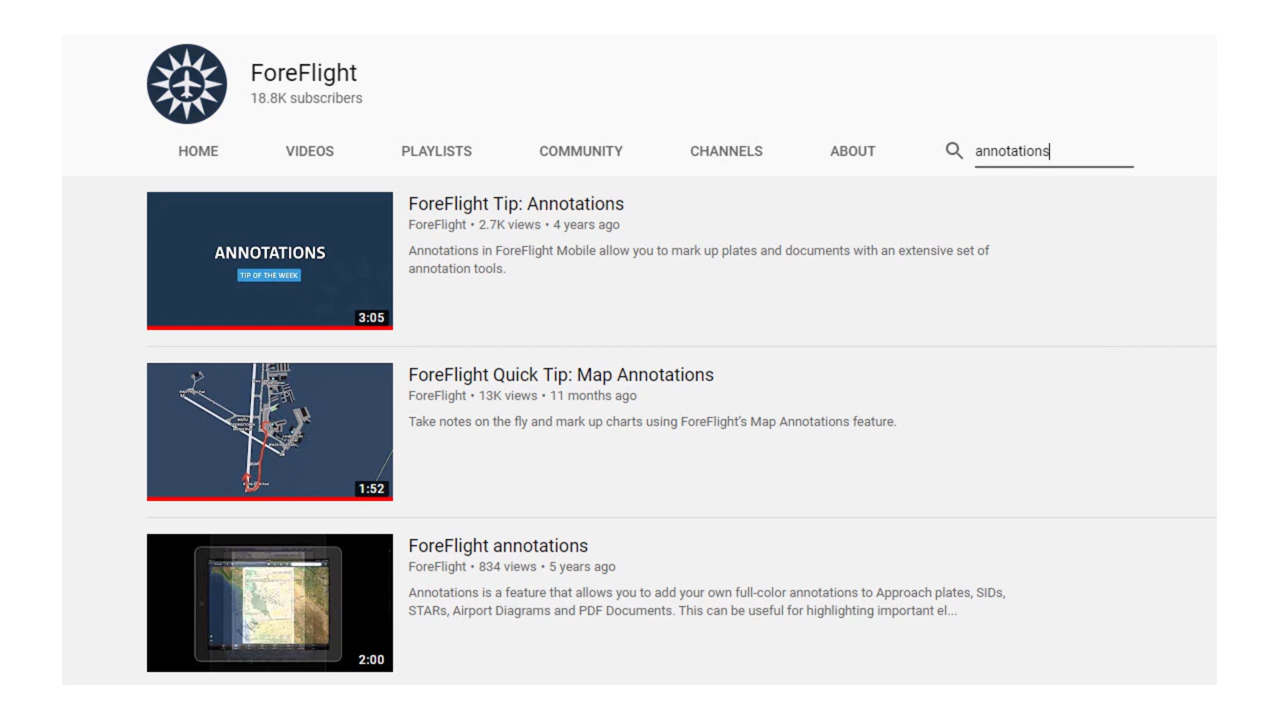 ForeFlight
18.8K subscribers
HOME VIDEOS PLAYLISTS COMMUNITY CHANNELS ABOUT annotations
ANNOTATIONS
TIP OF THE WEEK
3:05
ForeFlight Tip: Annotations
ForeFlight • 2.7K views • 4 years ago
Annotations in ForeFlight Mobile allow you to mark up plates and documents with an extensive set of
annotation tools.
1:52
ForeFlight Quick Tip: Map Annotations
ForeFlight • 13K views • 11 months ago
Take notes on the fly and mark up charts using ForeFlight's Map Annotations feature.
2:00
ForeFlight annotations
ForeFlight • 834 views • 5 years ago
Annotations is a feature that allows you to add your own full-color annotations to Approach plates, SIDs,
STARs, Airport Diagrams and PDF Documents. This can be useful for highlighting important el...